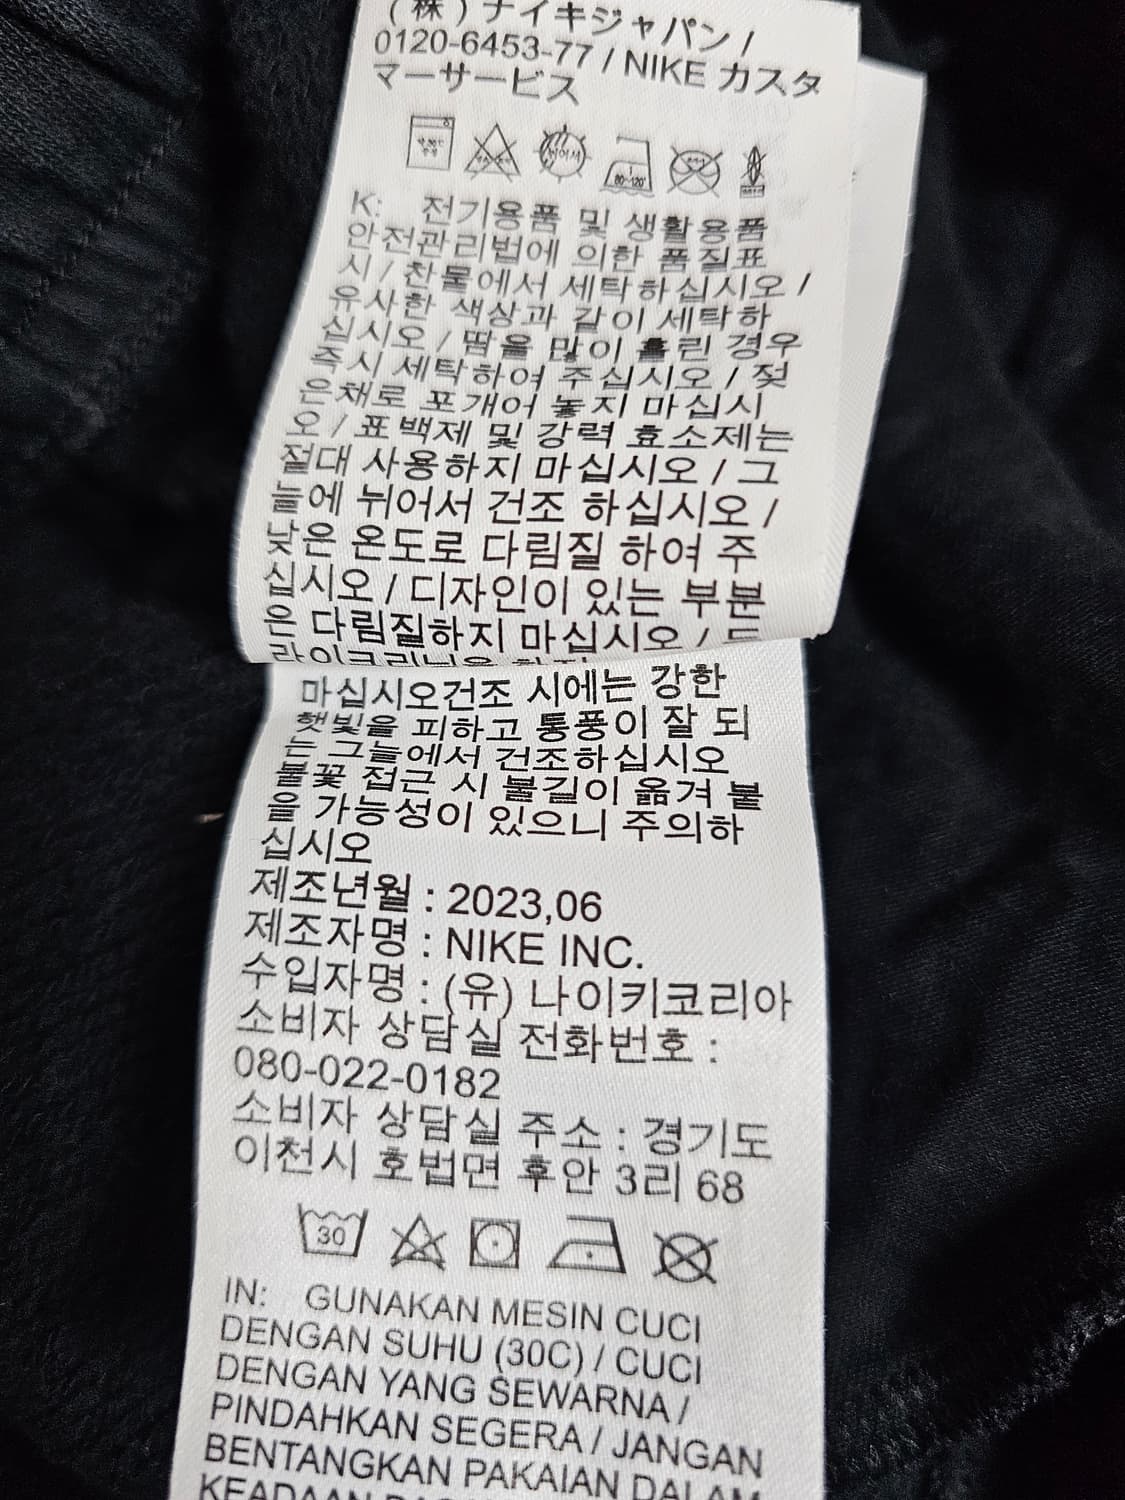 （株）ナイキジャパン /
0120-6453-77 / NIKE カスタ
マーサービス
80~120
K: 전기용품 및 생활용품
안전관리법에 의한 품질표
시 / 찬물에서 세탁하십시오 /
유사한 색상과 같이 세탁하
십시오 / 땀을 많이 흘린 경우
즉시 세탁하여 주십시오 / 젖
은채로 포개어 놓지 마십시
오 / 표백제 및 강력 효소제는
절대 사용하지 마십시오 / 그
늘에 뉘어서 건조 하십시오 /
낮은 온도로 다림질 하여 주
십시오 / 디자인이 있는 부분
은 다림질하지 마십시오 / 드
라이크리닝을 하지
마십시오건조 시에는 강한
햇빛을 피하고 통풍이 잘 되
는 그늘에서 건조하십시오
불꽃 접근 시 불길이 옮겨 붙
을 가능성이 있으니 주의하
십시오
제조년월 : 2023,06
제조자명 : NIKE INC.
수입자명 : (유) 나이키코리아
소비자 상담실 전화번호 :
080-022-0182
소비자 상담실 주소 : 경기도
이천시 호법면 후안 3리 68
30
IN: GUNAKAN MESIN CUCI
DENGAN SUHU (30C) / CUCI
DENGAN YANG SEWARNA /
PINDAHKAN SEGERA / JANGAN
BENTANGKAN PAKAIAN DALAM
KEADAAN